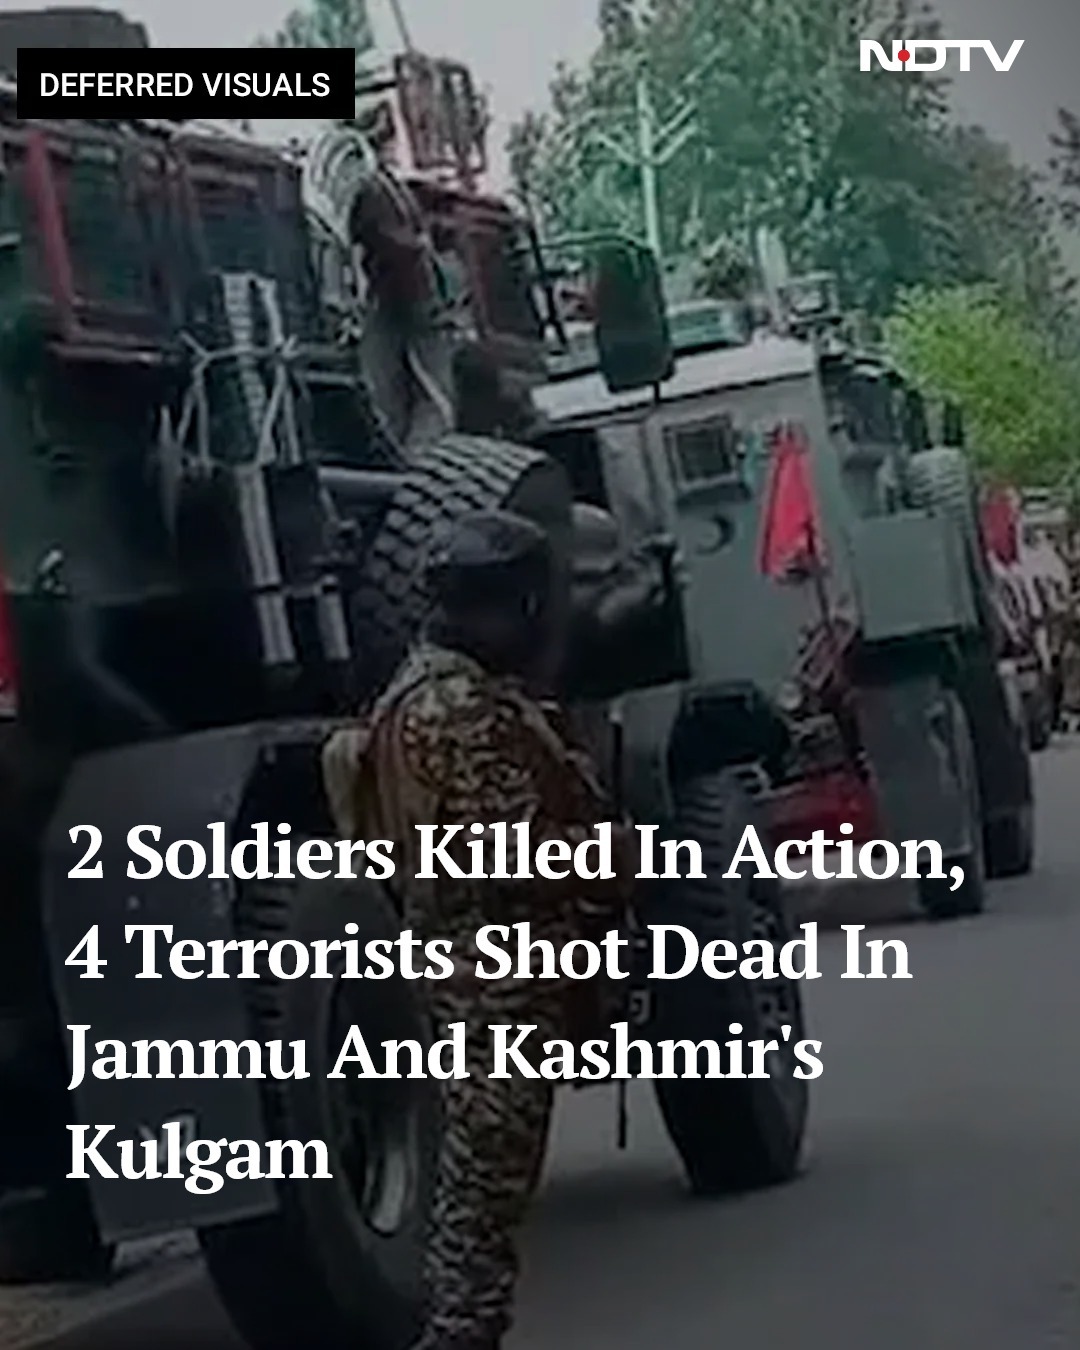 DEFERRED VISUALS
NDTV
2 Soldiers Killed In Action,
4 Terrorists Shot Dead In
Jammu And Kashmir's
Kulgam